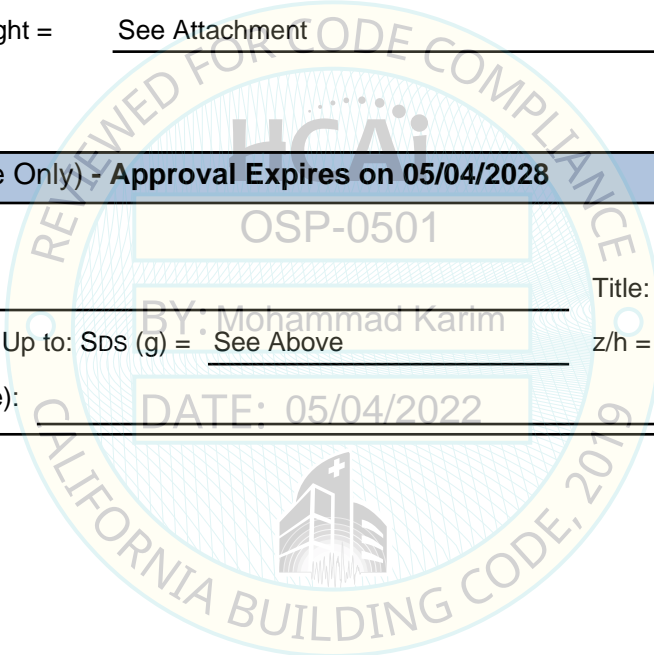 ght = See Attachment
REVIEWED FOR CODE COMPLIANCE
HCAi
e Only) - Approval Expires on 05/04/2028
OSP-0501
Title:
BY: Mohammad Karim
Up to: SDS (g) = See Above z/h =
e):
DATE: 05/04/2022
CALIFORNIA BUILDING CODE, 2019